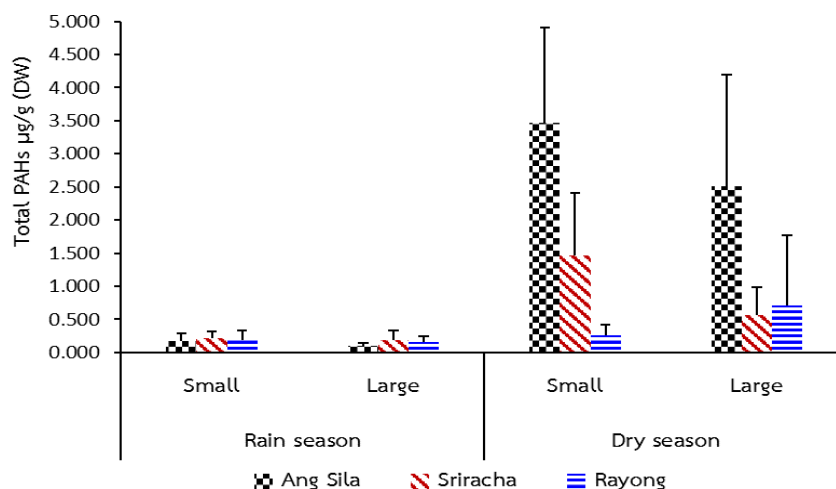 Total PAHs µg/g (DW)
5.000
4.500
4.000
3.500
3.000
2.500
2.000
1.500
1.000
0.500
0.000
Small Large Small Large
Rain season Dry season
Ang Sila Sriracha Rayong